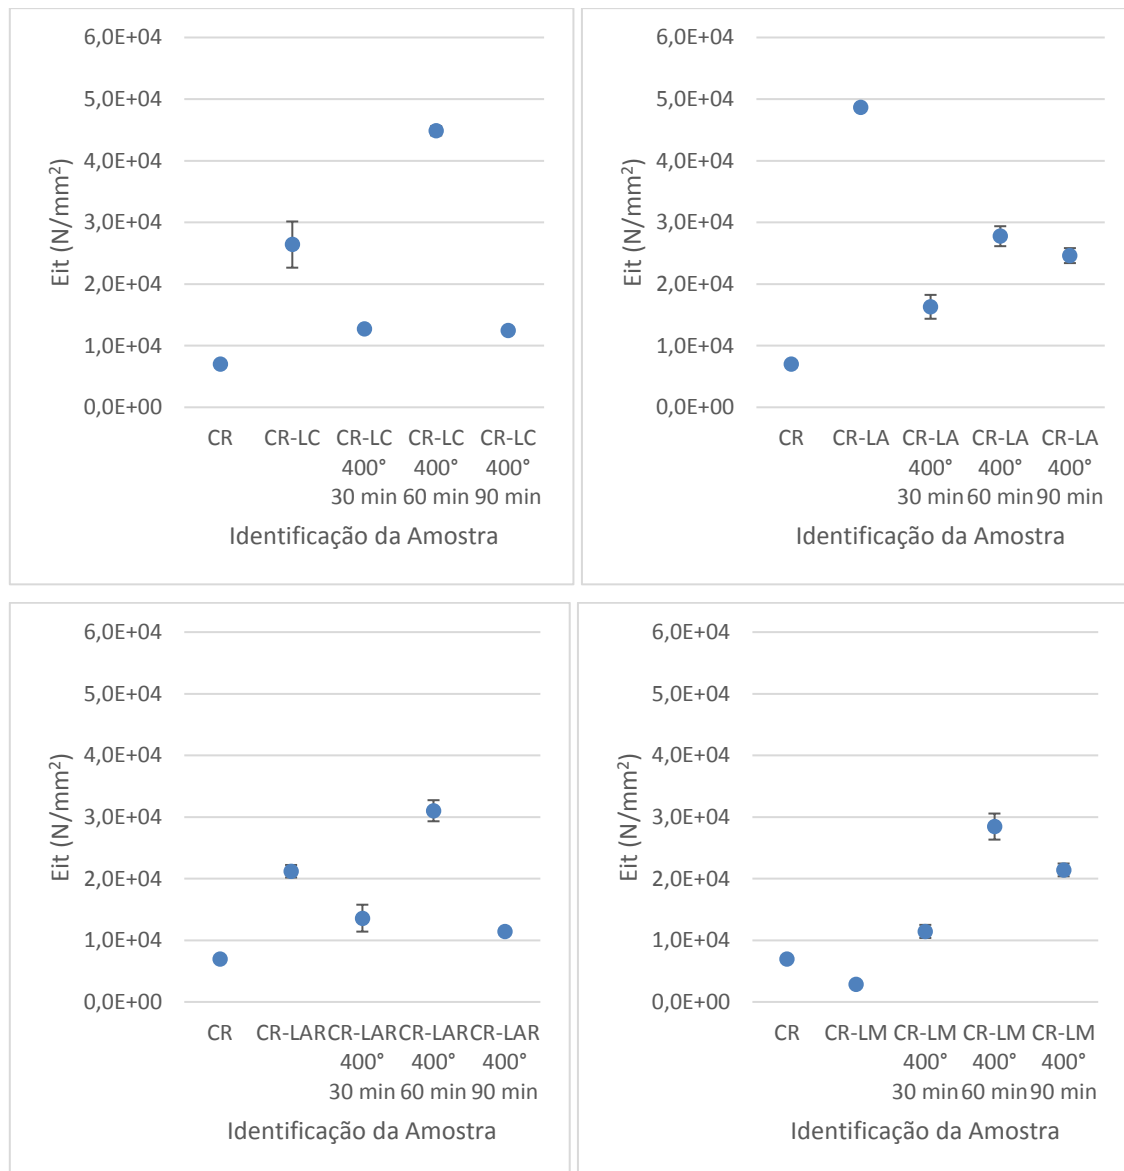 6,0E+04
5,0E+04
4,0E+04
3,0E+04
2,0E+04
1,0E+04
0,0E+00
Eit (N/mm²)
CR CR-LC CR-LC CR-LC CR-LC
400° 400° 400°
30 min 60 min 90 min
Identificação da Amostra
6,0E+04
5,0E+04
4,0E+04
3,0E+04
2,0E+04
1,0E+04
0,0E+00
Eit (N/mm²)
CR CR-LA CR-LA CR-LA CR-LA
400° 400° 400°
30 min 60 min 90 min
Identificação da Amostra
6,0E+04
5,0E+04
4,0E+04
3,0E+04
2,0E+04
1,0E+04
0,0E+00
Eit (N/mm²)
CR CR-LAR CR-LAR CR-LAR CR-LAR
400° 400° 400°
30 min 60 min 90 min
Identificação da Amostra
6,0E+04
5,0E+04
4,0E+04
3,0E+04
2,0E+04
1,0E+04
0,0E+00
Eit (N/mm²)
CR CR-LM CR-LM CR-LM CR-LM
400° 400° 400°
30 min 60 min 90 min
Identificação da Amostra